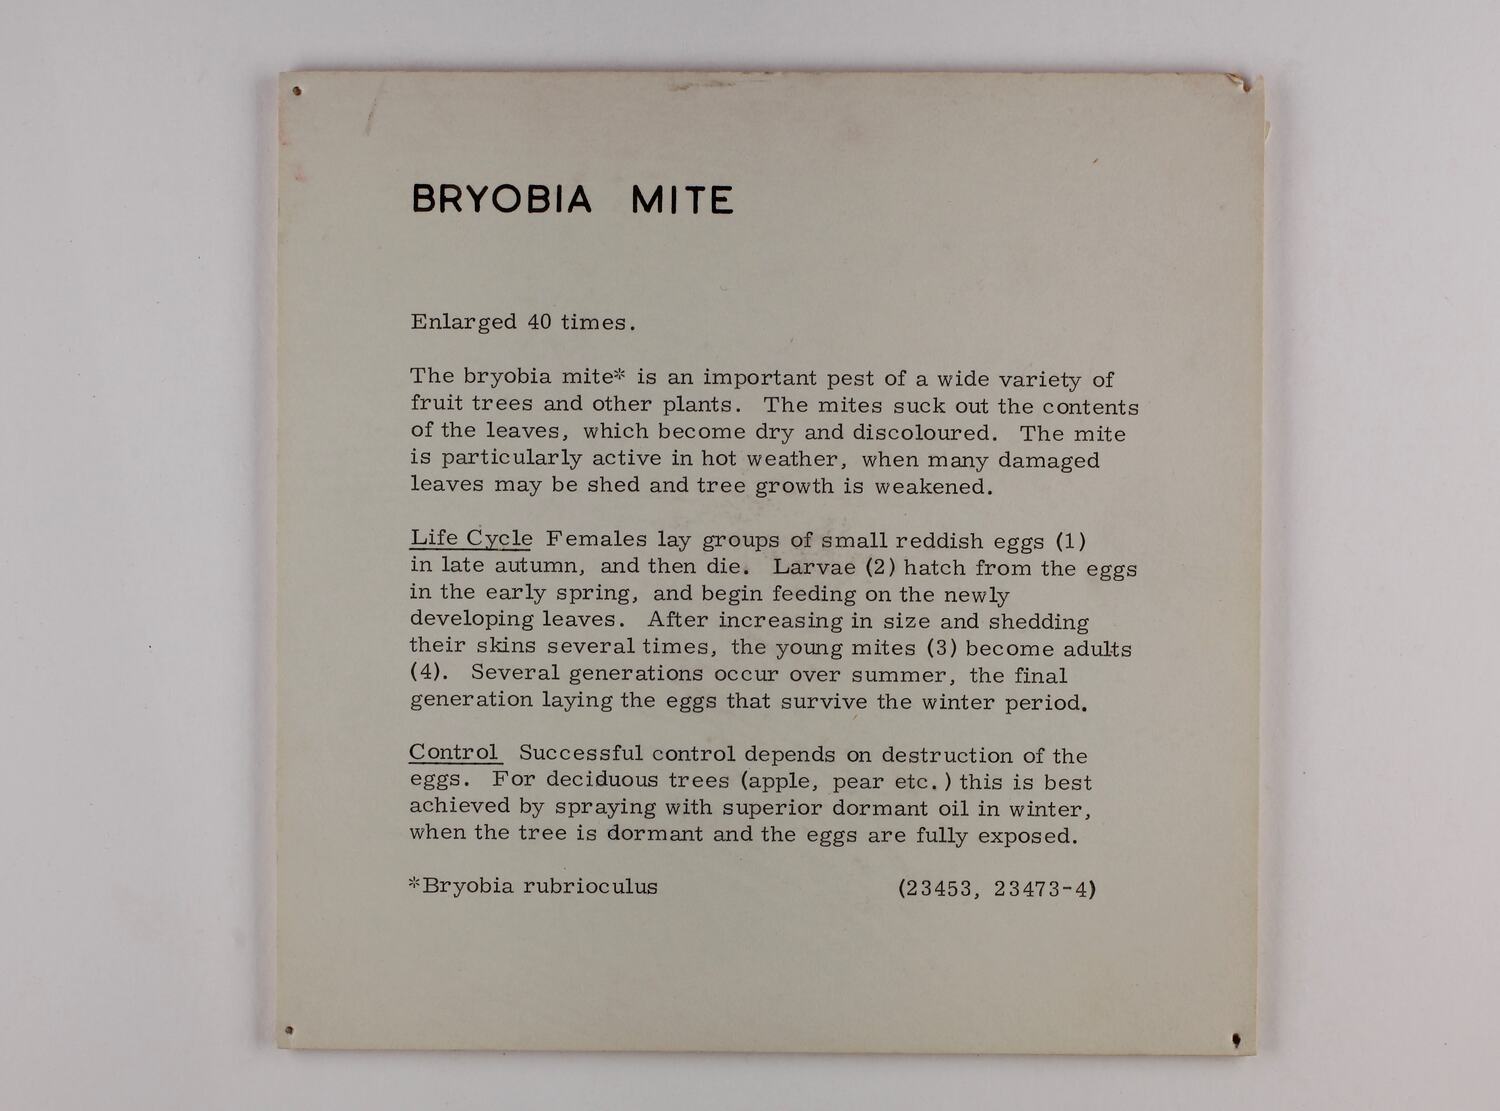 BRYOBIA MITE
Enlarged 40 times.
The bryobia mite* is an important pest of a wide variety of
fruit trees and other plants. The mites suck out the contents
of the leaves, which become dry and discoloured. The mite
is particularly active in hot weather, when many damaged
leaves may be shed and tree growth is weakened.
Life Cycle Females lay groups of small reddish eggs (1)
in late autumn, and then die. Larvae (2) hatch from the eggs
in the early spring, and begin feeding on the newly
developing leaves. After increasing in size and shedding
their skins several times, the young mites (3) become adults
(4). Several generations occur over summer, the final
generation laying the eggs that survive the winter period.
Control Successful control depends on destruction of the
eggs. For deciduous trees (apple, pear etc.) this is best
achieved by spraying with superior dormant oil in winter,
when the tree is dormant and the eggs are fully exposed.
*Bryobia rubrioculus (23453, 23473-4)